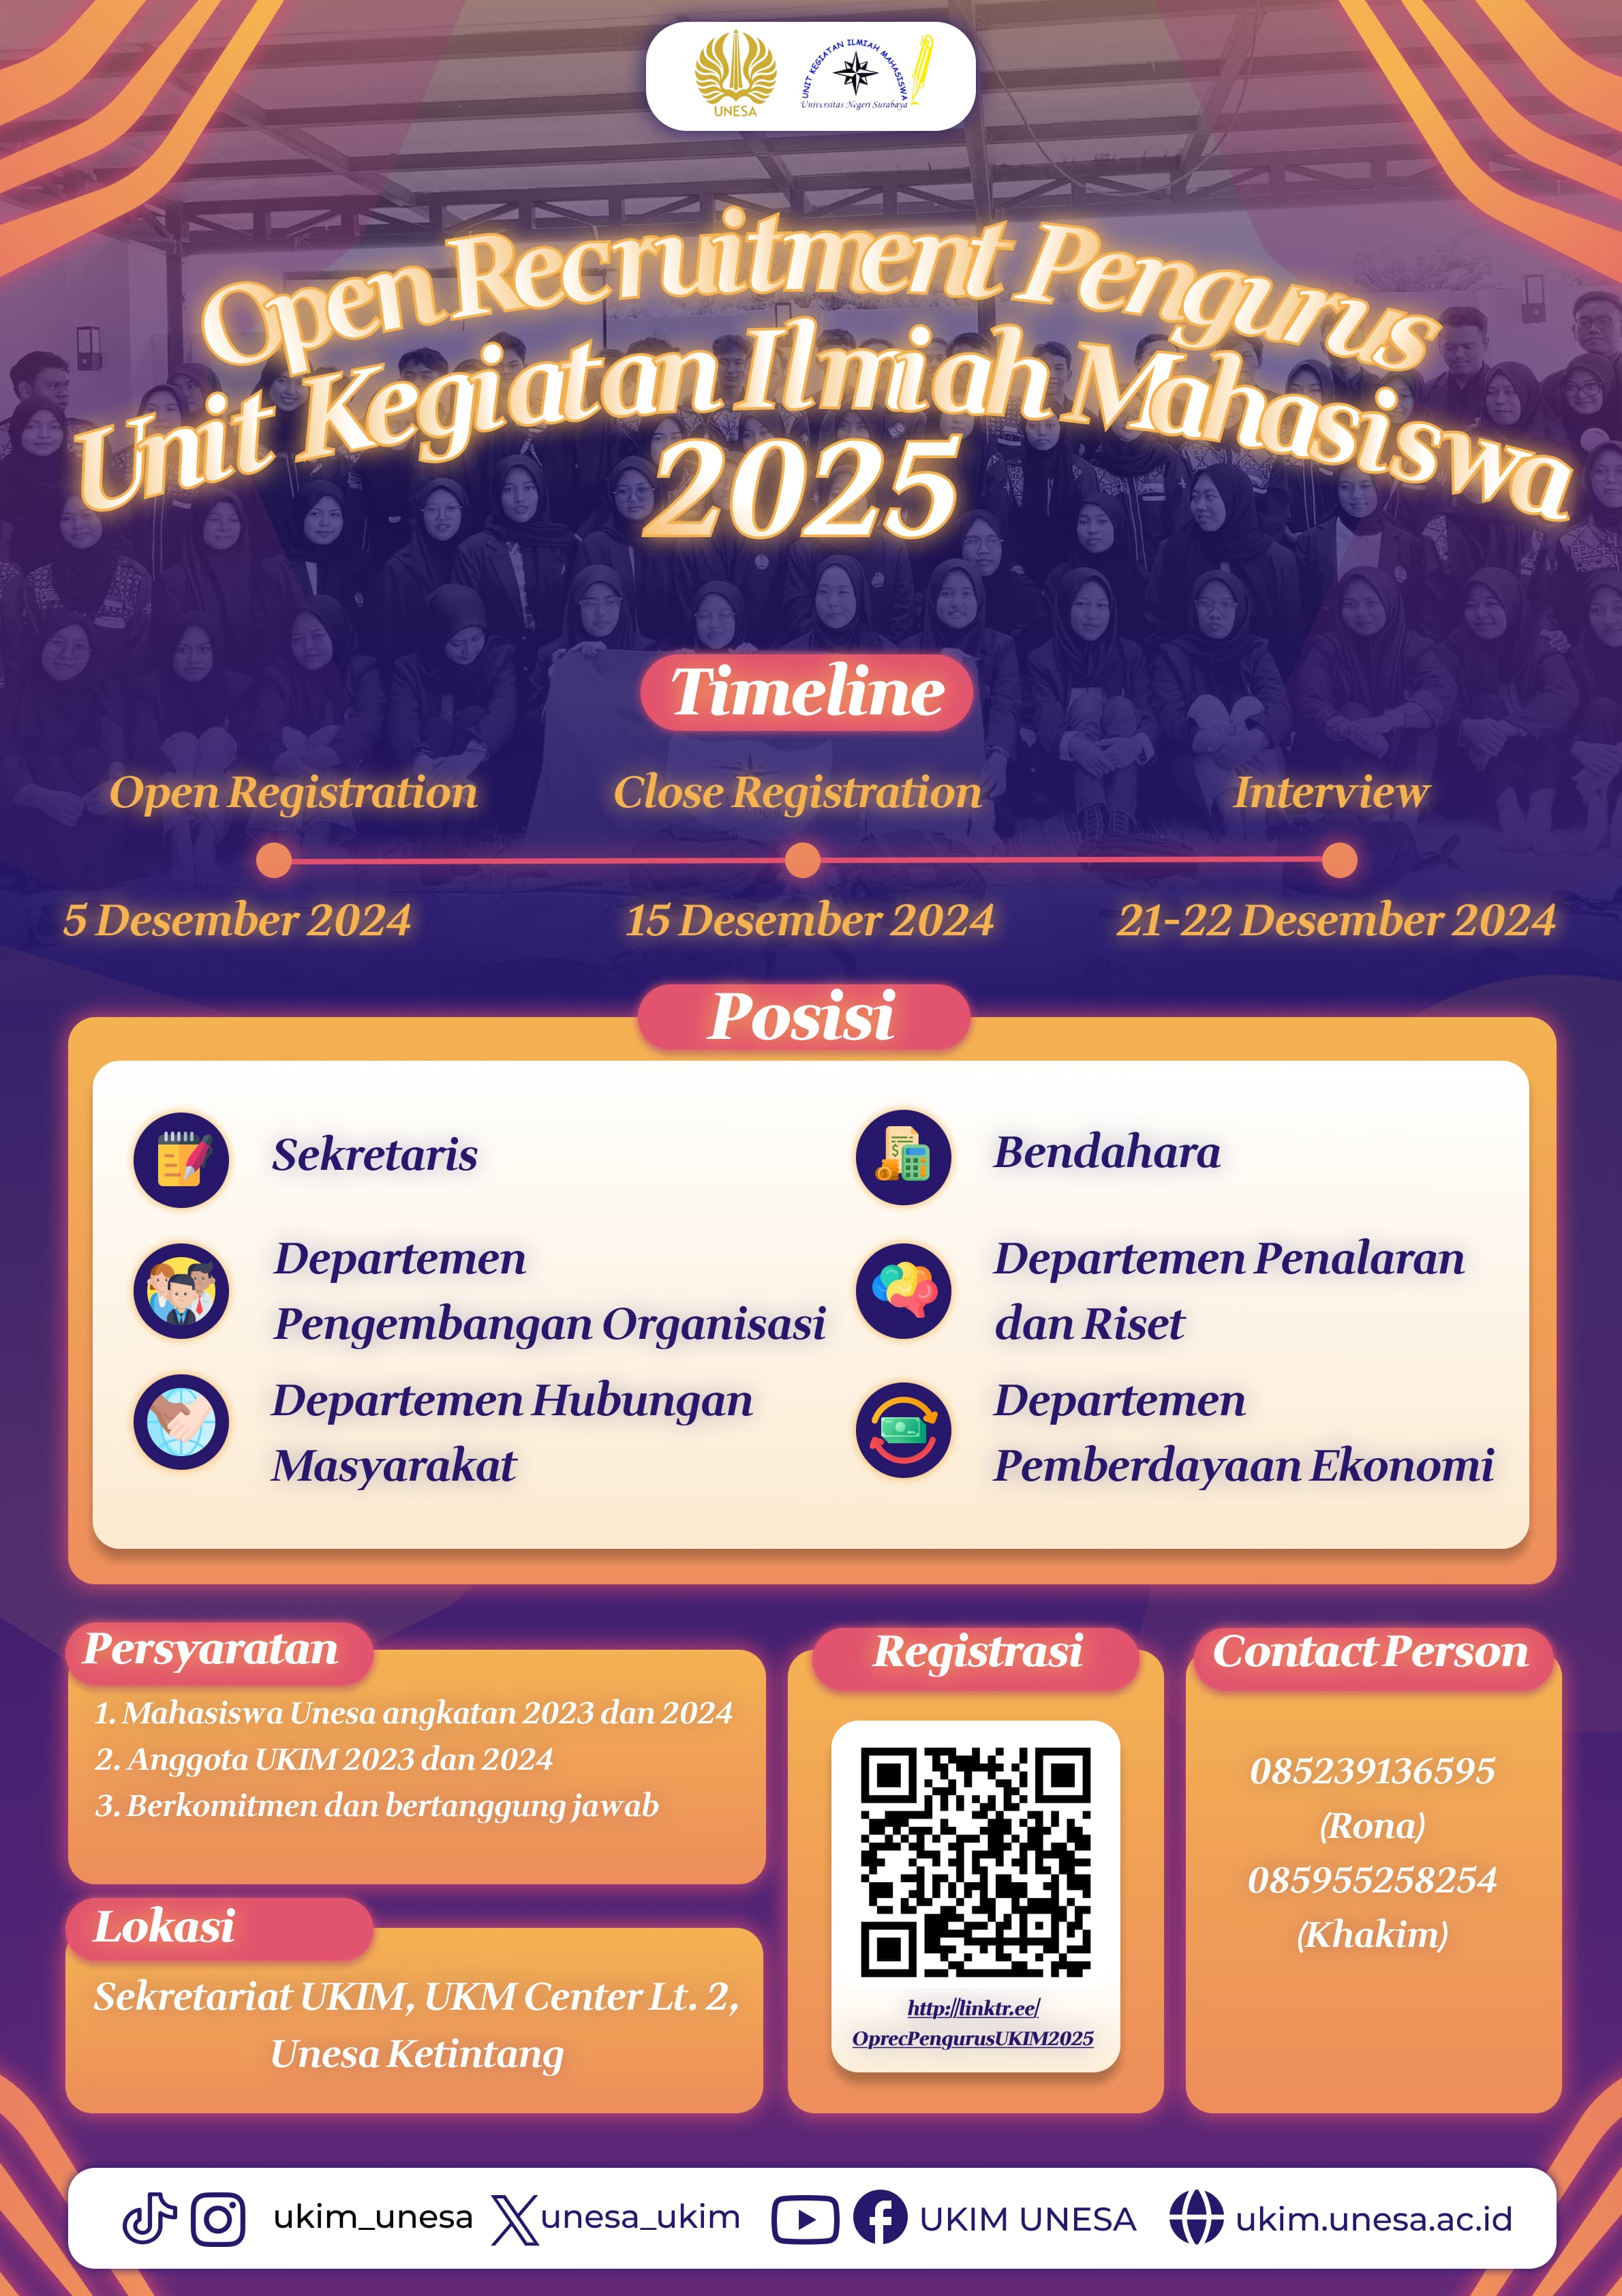 UNESA
UNIT KEGIATAN ILMIAH MAHASISWA
Universitas Negeri Surabaya
Open Recruitment Pengurus
Unit Kegiatan Ilmiah Mahasiswa
2025
Timeline
Open Registration
Close Registration
Interview
5 Desember 2024
15 Desember 2024
21-22 Desember 2024
Posisi
Sekretaris
Bendahara
Departemen
Pengembangan Organisasi
Departemen Penalaran
dan Riset
Departemen Hubungan
Masyarakat
Departemen
Pemberdayaan Ekonomi
Persyaratan
1. Mahasiswa Unesa angkatan 2023 dan 2024
2. Anggota UKIM 2023 dan 2024
3. Berkomitmen dan bertanggung jawab
Lokasi
Sekretariat UKIM, UKM Center Lt. 2,
Unesa Ketintang
Registrasi
http://linktr.ee/
OprecPengurusUKIM2025
Contact Person
085239136595
(Rona)
085955258254
(Khakim)
ukim_unesa
unesa_ukim
UKIM UNESA
ukim.unesa.ac.id